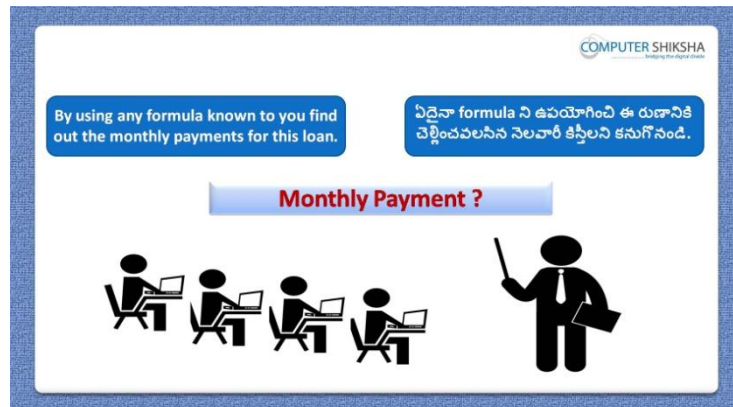 COMPUTER SHIKSHA
bridging the digital divide
By using any formula known to you find
out the monthly payments for this loan.
ఏదైనా formula ని ఉపయోగించి ఈ రుణానికి
చెల్లించవలసిన నెలవారీ కిస్తీలని కనుగొనండి.
Monthly Payment ?